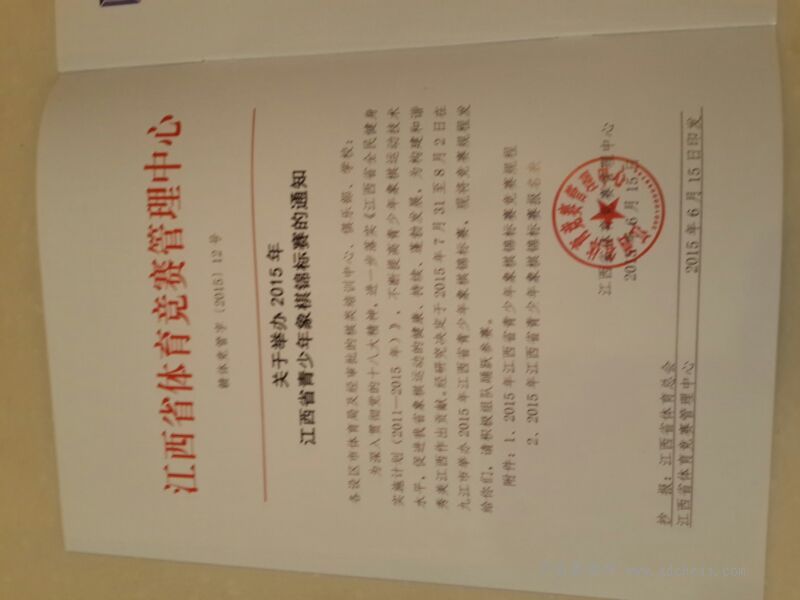 江西省体育竞赛管理中心
赣体竞管字〔2015〕12号
关于举办2015年
江西省青少年象棋锦标赛的通知
各设区市体育局及经审批的棋类培训中心、俱乐部、学校：
为深入贯彻党的十八大精神，进一步落实《江西省全民健身
实施计划（2011—2015年）》，不断提高青少年象棋运动技术
水平，促进我省象棋运动的健康、持续、蓬勃发展，为构建和谐
秀美江西作出贡献。经研究决定于2015年7月31至8月2日在
九江市举办2015年江西省青少年象棋锦标赛，现将竞赛规程发
给你们，请积极组队踊跃参赛。
附件：1、2015年江西省青少年象棋锦标赛竞赛规程
2、2015年江西省青少年象棋锦标赛报名表
江西省体育竞赛管理中心
2015年6月15日
抄 报：江西省体育总会
江西省体育竞赛管理中心 2015年6月15日印发